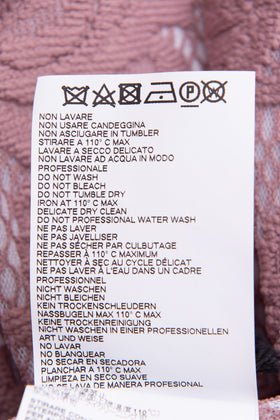 NON LAVARE
NON USARE CANDEGGINA
NON ASCIUGARE IN TUMBLER
STIRARE A 110° C MAX
LAVARE A SECCO DELICATO
NON LAVARE AD ACQUA IN MODO
PROFESSIONALE
DO NOT WASH
DO NOT BLEACH
DO NOT TUMBLE DRY
IRON AT 110° C MAX
DELICATE DRY CLEAN
DO NOT PROFESSIONAL WATER WASH
NE PAS LAVER
NE PAS JAVELLISER
NE PAS SÉCHER PAR CULBUTAGE
REPASSER À 110° C MAXIMUM
NETTOYER À SEC AU CYCLE DÉLICAT
NE PAS LAVER À L'EAU DANS UN CADRE
PROFESSIONNEL
NICHT WASCHEN
NICHT BLEICHEN
KEIN TROCKENSCHLEUDERN
NASSBUGELN MAX 110° C MAX
KEINE TROCKENREINIGUNG
NICHT WASCHEN IN EINER PROFESSIONELLEN
ART UND WEISE
NO LAVAR
NO BLANQUEAR
NO SECAR EN SECADORA
PLANCHAR A 110° C MAX
LIMPIEZA EN SECO SUAVE
NO SE LAVA DE MANERA PROFESIONAL